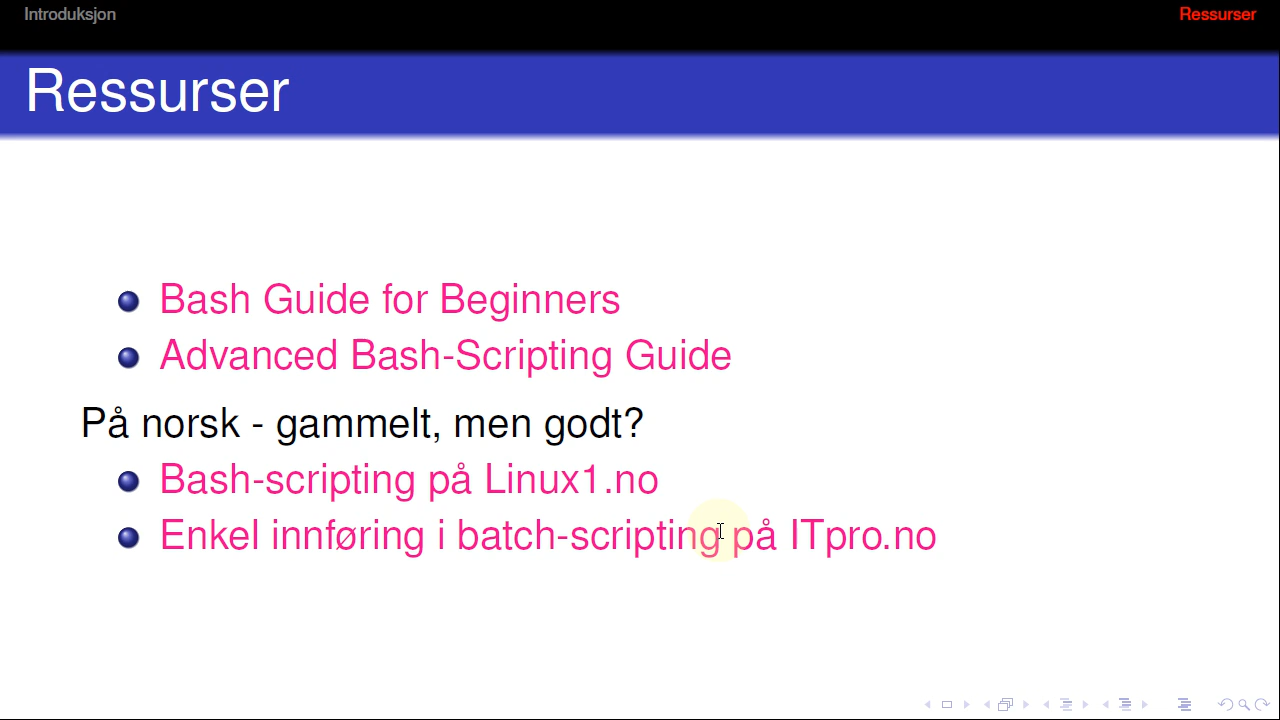 Introduksjon
Ressurser
Ressurser
Bash Guide for Beginners
Advanced Bash-Scripting Guide
På norsk - gammelt, men godt?
Bash-scripting på Linux1.no
Enkel innføring i batch-scripting på ITpro.no